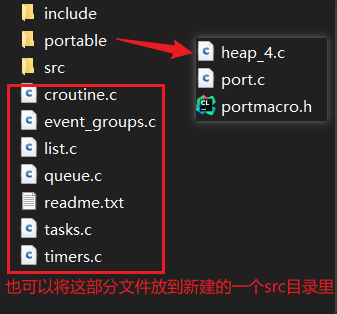 include
portable
src
croutine.c
event_groups.c
list.c
queue.c
readme.txt
tasks.c
timers.c
heap_4.c
port.c
portmacro.h
也可以将这部分文件放到新建的一个src目录里